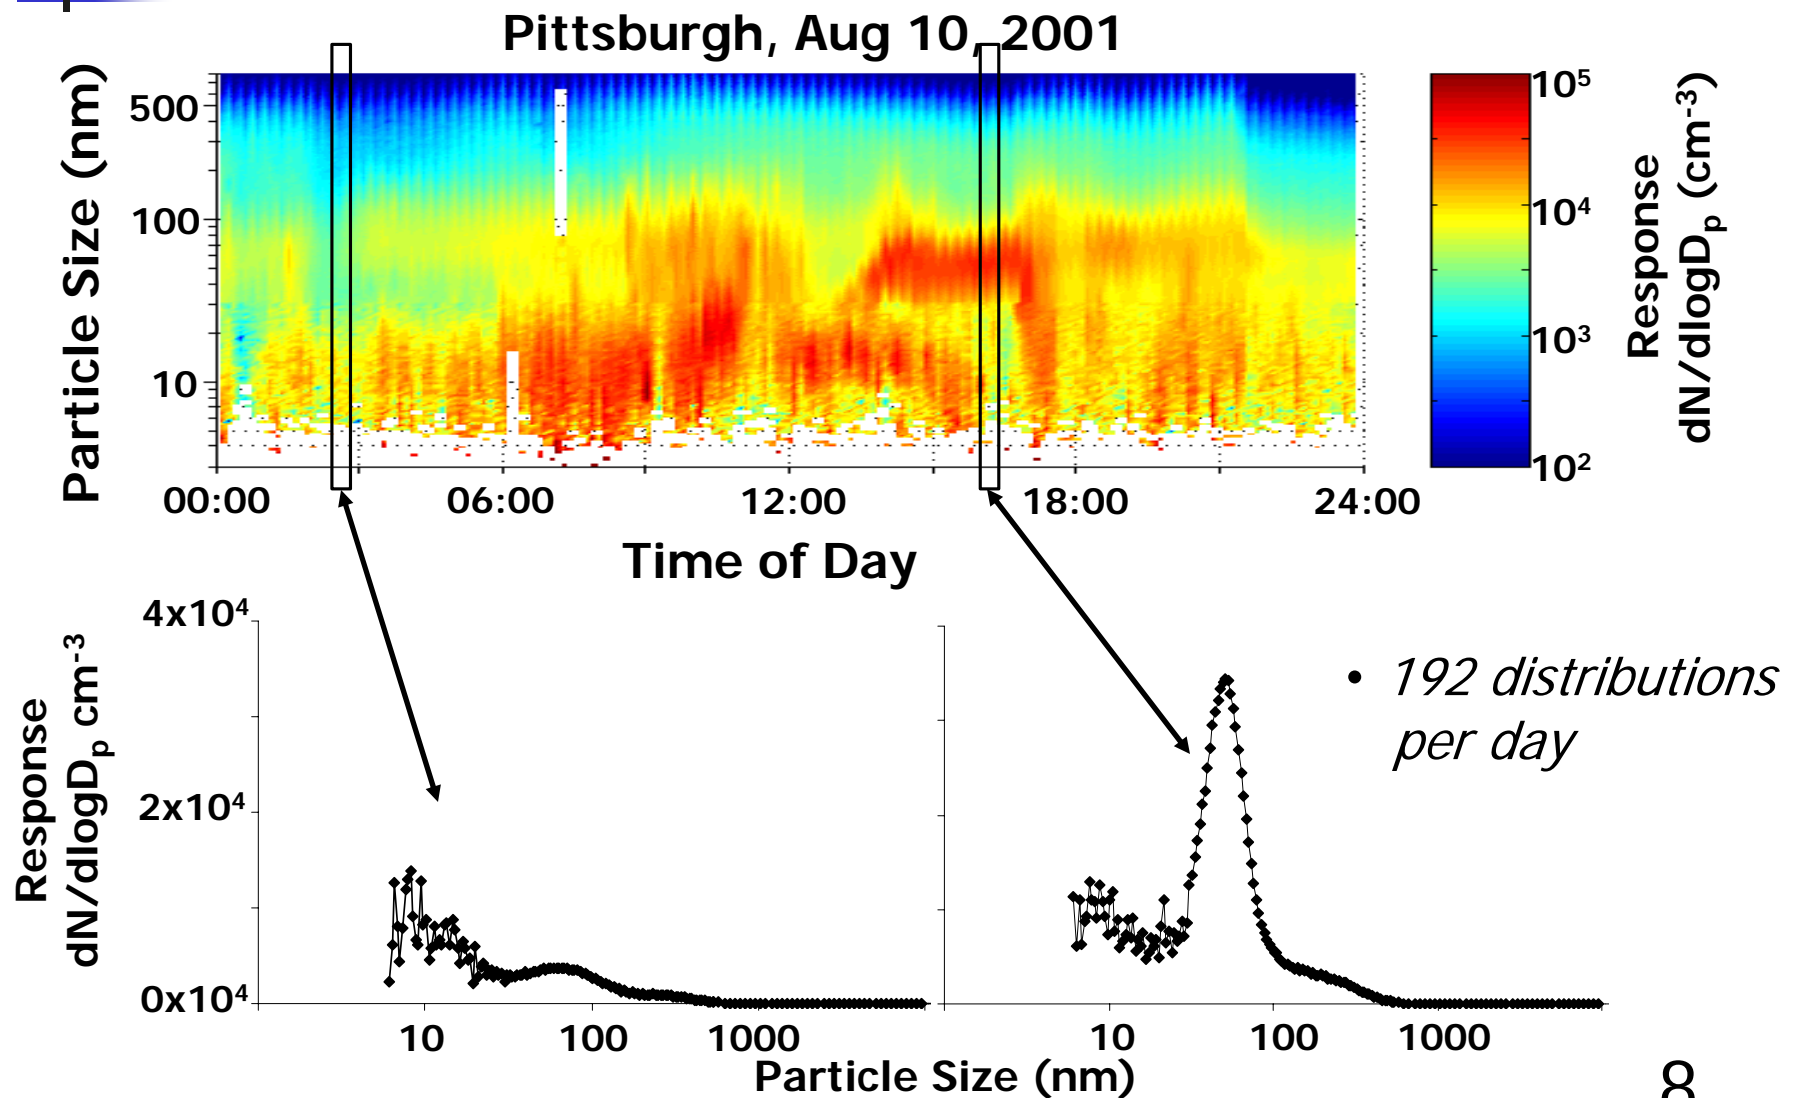 Pittsburgh, Aug 10, 2001
Particle Size (nm)
500
100
10
00:00 06:00 12:00 18:00 24:00
Time of Day
10⁵
10⁴
10³
10²
Response
dN/dlogDₚ (cm⁻³)
Response
dN/dlogDₚ cm⁻³
4x10⁴
2x10⁴
0x10⁴
10 100 1000
10 100 1000
Particle Size (nm)
• 192 distributions
per day
8